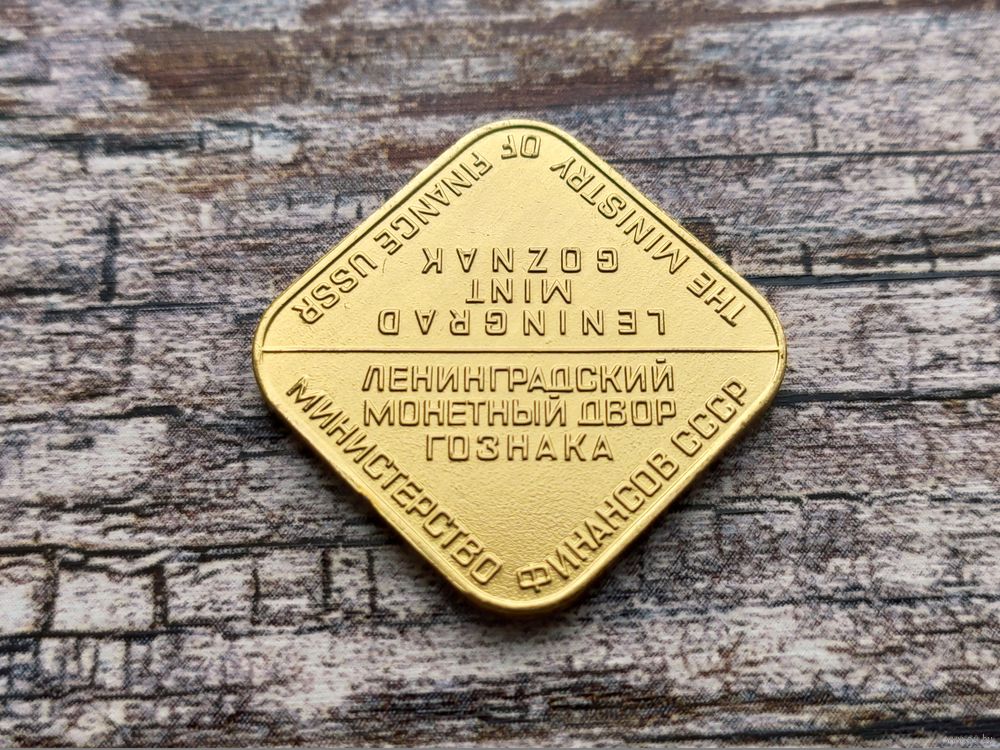 THE MINISTRY OF FINANCE USSR
LENINGRAD
MINT
GOZNAK
ЛЕНИНГРАДСКИЙ
МОНЕТНЫЙ ДВОР
ГОЗНАКА
МИНИСТЕРСТВО ФИНАНСОВ СССР